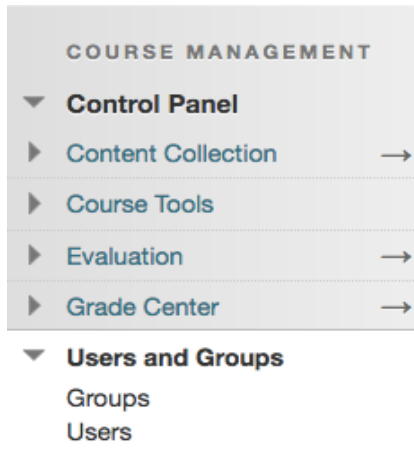 COURSE MANAGEMENT
Control Panel
Content Collection →
Course Tools
Evaluation →
Grade Center →
Users and Groups
Groups
Users